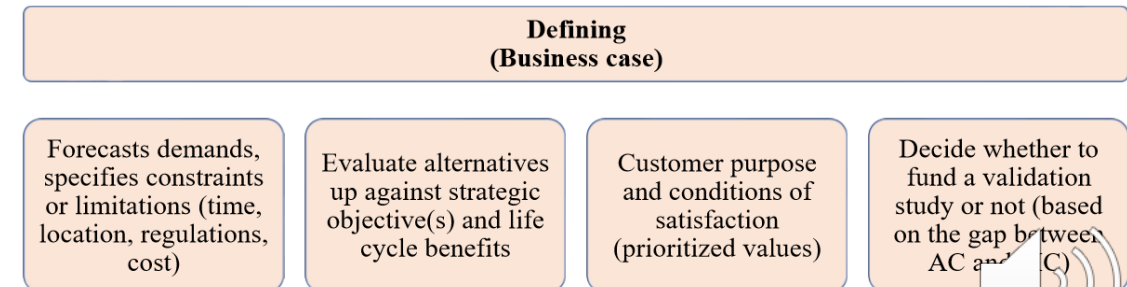 Defining
(Business case)
Forecasts demands,
specifies constraints
or limitations (time,
location, regulations,
cost)
Evaluate alternatives
up against strategic
objective(s) and life
cycle benefits
Customer purpose
and conditions of
satisfaction
(prioritized values)
Decide whether to
fund a validation
study or not (based
on the gap between
AC and